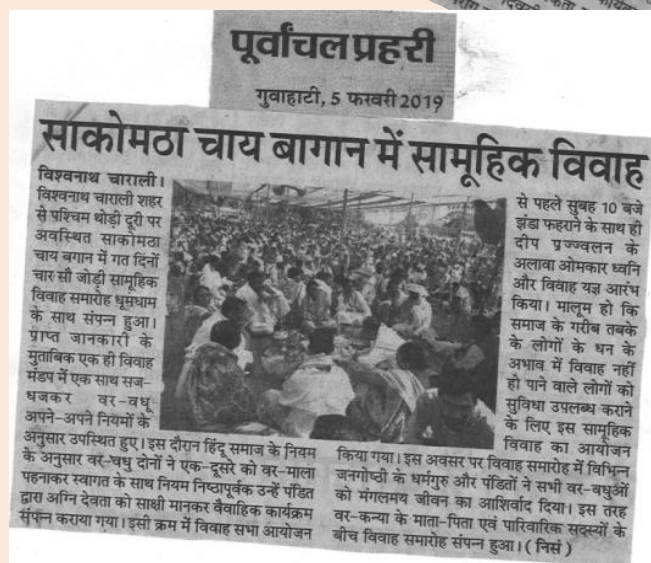 पूर्वांचल प्रहरी
गुवाहाटी, 5 फरवरी 2019
साकोमठा चाय बागान में सामूहिक विवाह
विश्वनाथ चाराली।
विश्वनाथ चाराली शहर
से पश्चिम थोड़ी दूरी पर
अवस्थित साकोमठा
चाय बागान में गत दिनों
चार सौ जोड़ी सामूहिक
विवाह समारोह धूमधाम
के साथ संपन्न हुआ।
प्राप्त जानकारी के
मुताबिक एक ही विवाह
मंडप में एक साथ सज-
धजकर वर-वधू
अपने-अपने नियमों के
अनुसार उपस्थित हुए। इस दौरान हिंदू समाज के नियम
के अनुसार वर-वधु दोनों ने एक-दूसरे को वर-माला
पहनाकर स्वागत के साथ नियम निष्ठापूर्वक उन्हें पंडित
द्वारा अग्नि देवता को साक्षी मानकर वैवाहिक कार्यक्रम
संपन्न कराया गया। इसी क्रम में विवाह सभा आयोजन
से पहले सुबह 10 बजे
झंडा फहराने के साथ ही
दीप प्रज्ज्वलन के
अलावा ओमकार ध्वनि
और विवाह यज्ञ आरंभ
किया। मालूम हो कि
समाज के गरीब तबके
के लोगों के धन के
अभाव में विवाह नहीं
हो पाने वाले लोगों को
सुविधा उपलब्ध कराने
के लिए इस सामूहिक
विवाह का आयोजन
किया गया। इस अवसर पर विवाह समारोह में विभिन्न
जनगोष्ठी के धर्मगुरु और पंडितों ने सभी वर-बधुओं
को मंगलमय जीवन का आशिर्वाद दिया। इस तरह
वर-कन्या के माता-पिता एवं पारिवारिक सदस्यों के
बीच विवाह समारोह संपन्न हुआ। (निसं)